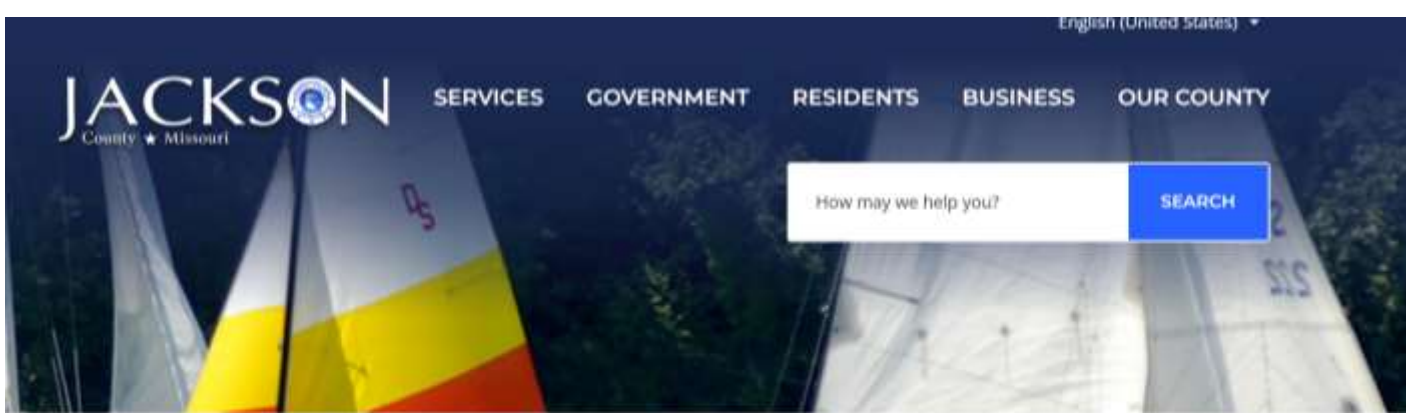 English (United States)
JACKSON
County ★ Missouri
SERVICES GOVERNMENT RESIDENTS BUSINESS OUR COUNTY
How may we help you? SEARCH